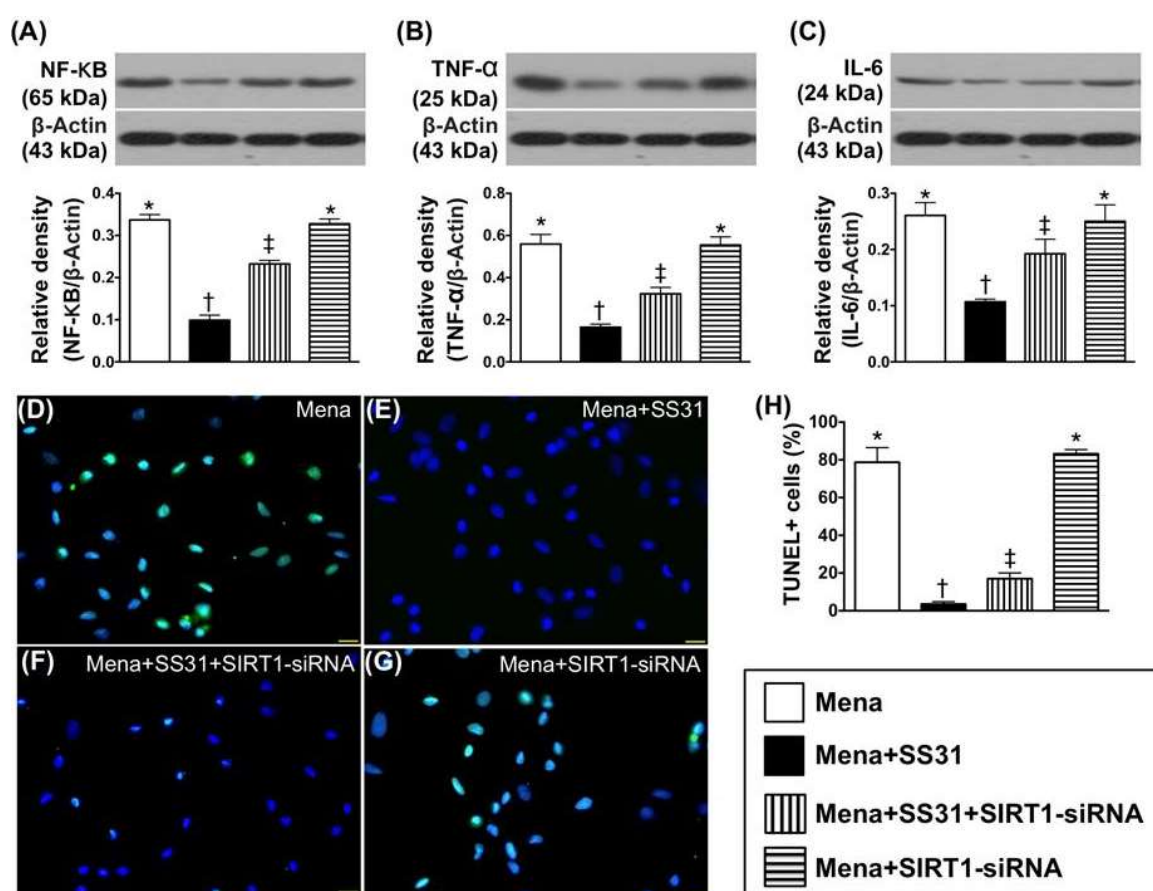 (A)
NF-KB
(65 kDa)
β-Actin
(43 kDa)
Relative density
(NF-KB/β-Actin)
0.4
0.3
0.2
0.1
0.0
*
†
‡
*
(B)
TNF-α
(25 kDa)
β-Actin
(43 kDa)
Relative density
(TNF-α/β-Actin)
0.8
0.6
0.4
0.2
0.0
*
†
‡
*
(C)
IL-6
(24 kDa)
β-Actin
(43 kDa)
Relative density
(IL-6/β-Actin)
0.3
0.2
0.1
0.0
*
†
‡
*
(D)
Mena
(E)
Mena+SS31
(F)
Mena+SS31+SIRT1-siRNA
(G)
Mena+SIRT1-siRNA
(H)
TUNEL+ cells (%)
100
80
60
40
20
0
*
†
‡
*
Mena
Mena+SS31
Mena+SS31+SIRT1-siRNA
Mena+SIRT1-siRNA